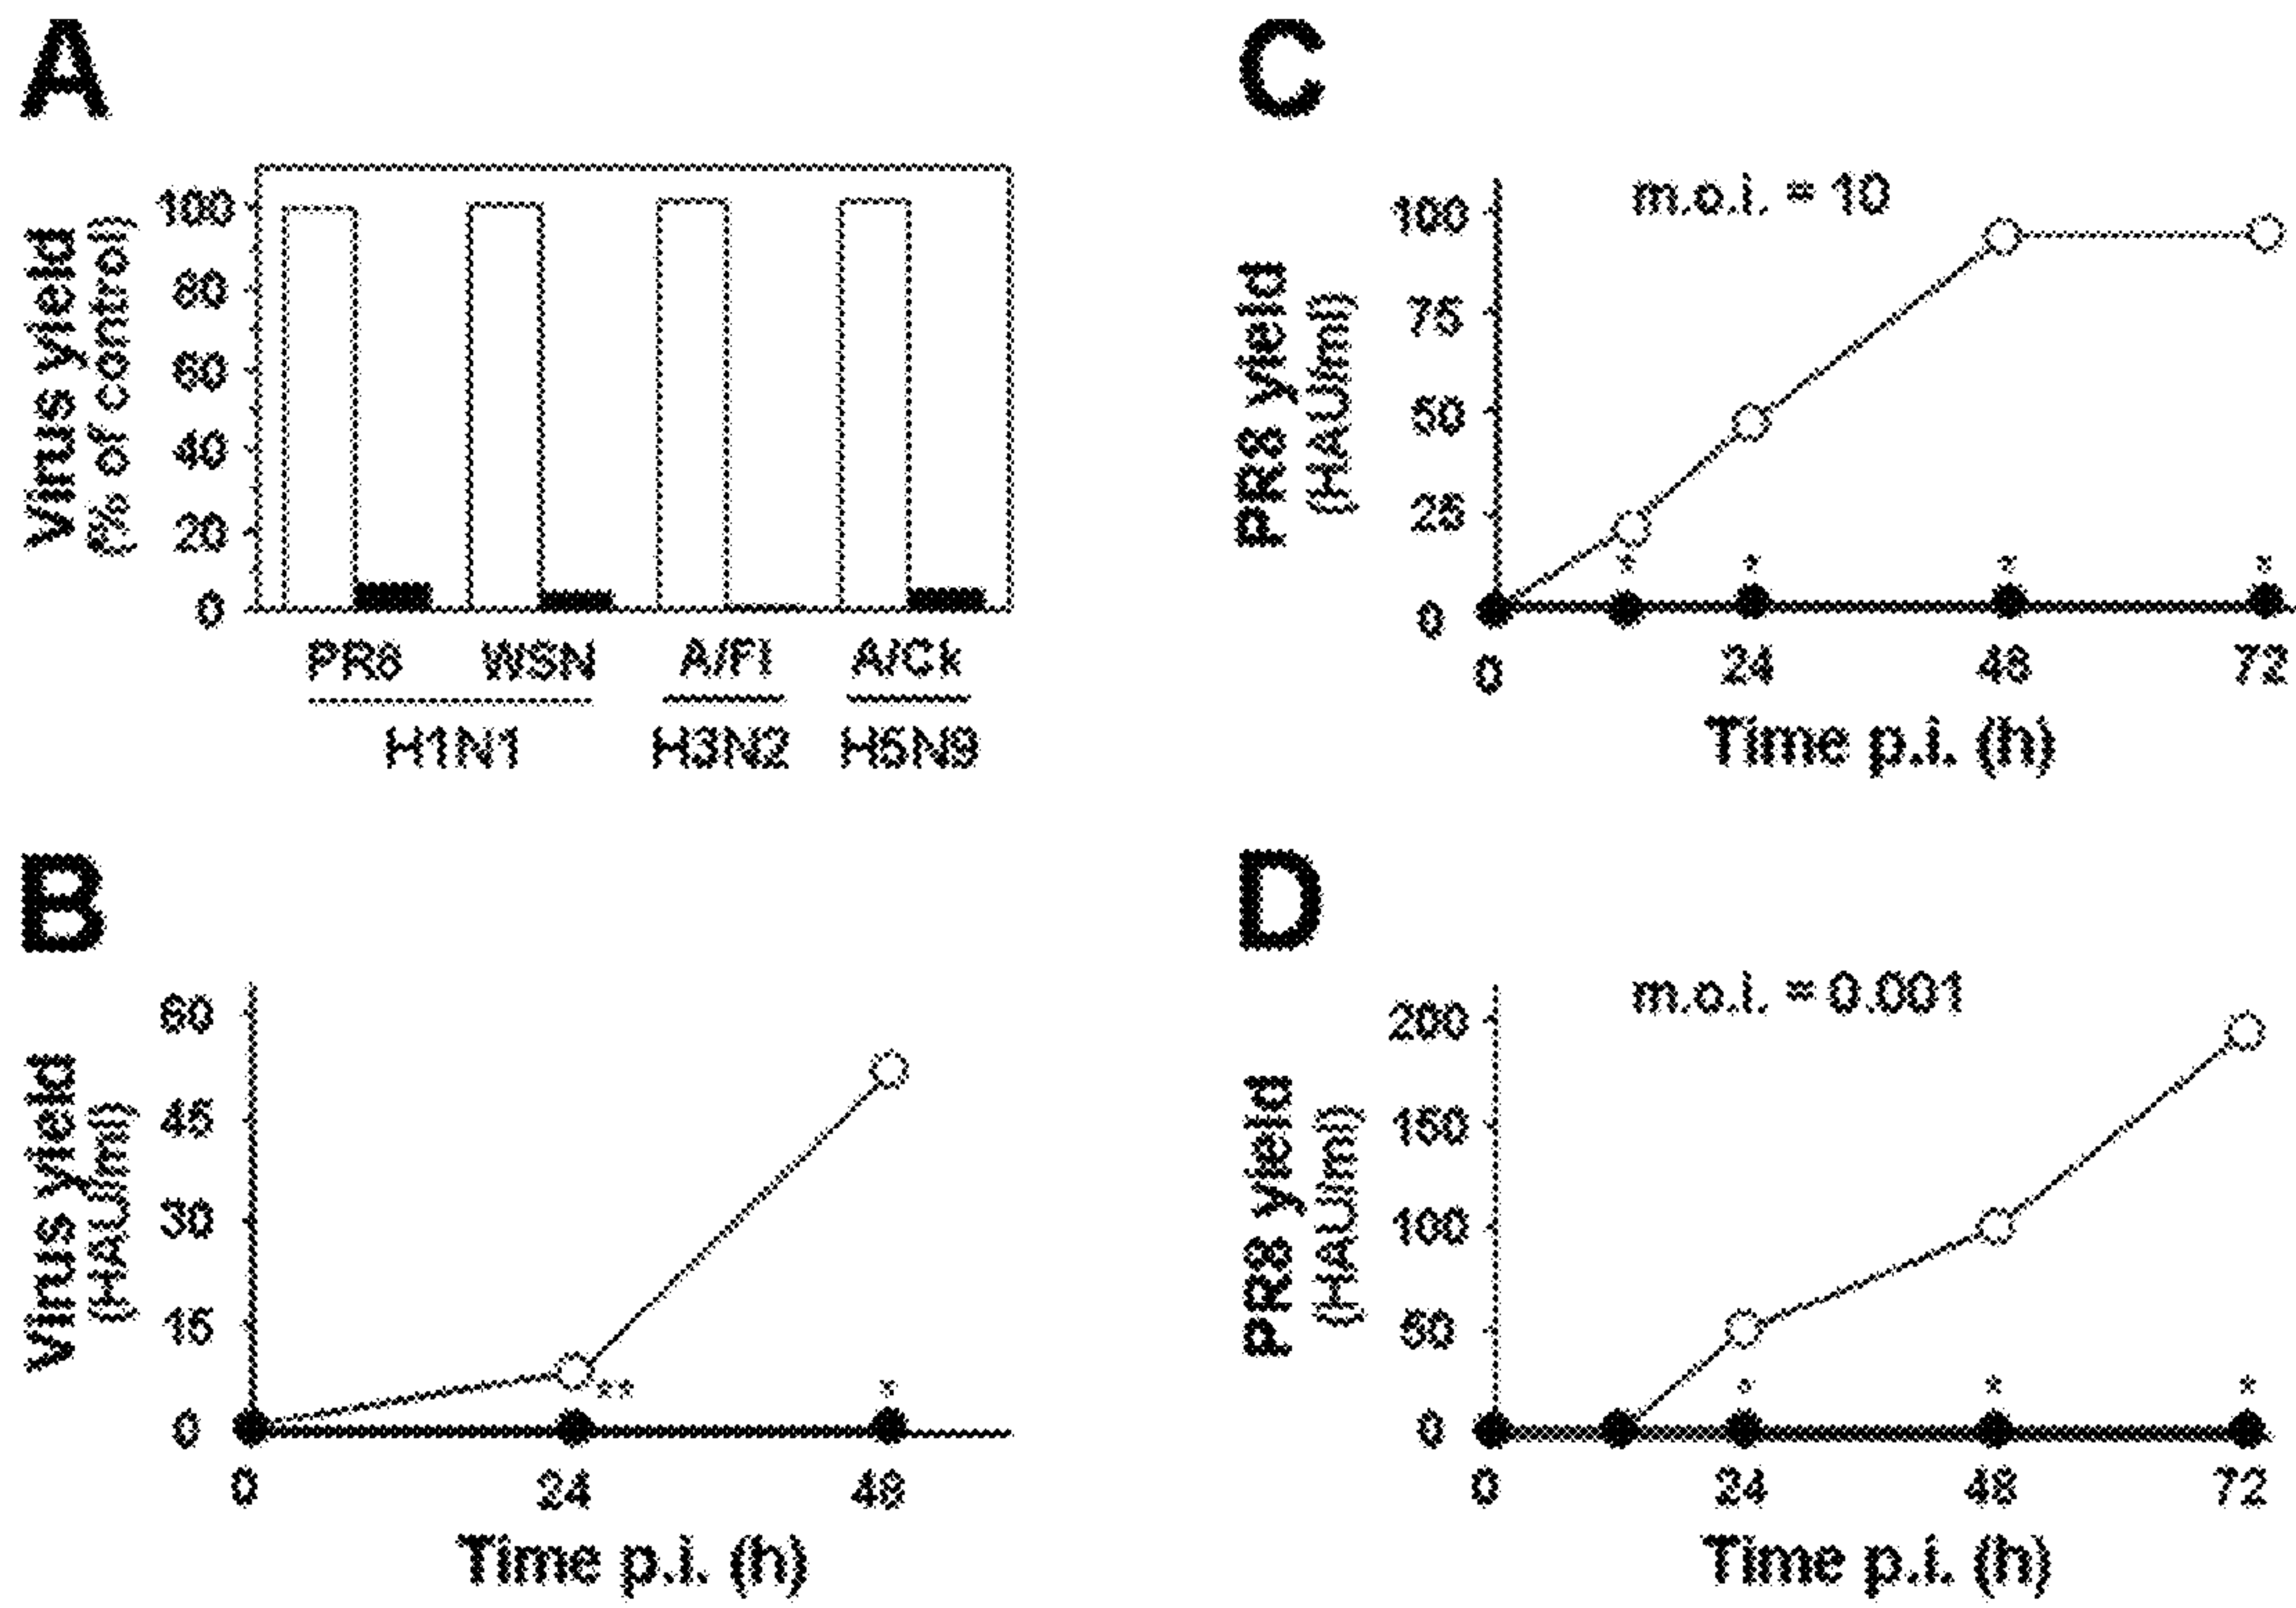 A
Virus yield
(% of control)
100
80
60
40
20
0
PR8 WSN A/Fl A/Ck
H1N1 H3N2 H5N9
B
Virus yield
(HAU/ml)
60
45
30
15
0
**
*
0 24 48
Time p.i. (h)
C
m.o.i. = 10
PR8 yield
(HAU/ml)
100
75
50
25
0
* * * *
0 24 48 72
Time p.i. (h)
D
m.o.i. = 0.001
PR8 yield
(HAU/ml)
200
150
100
50
0
* * *
0 24 48 72
Time p.i. (h)